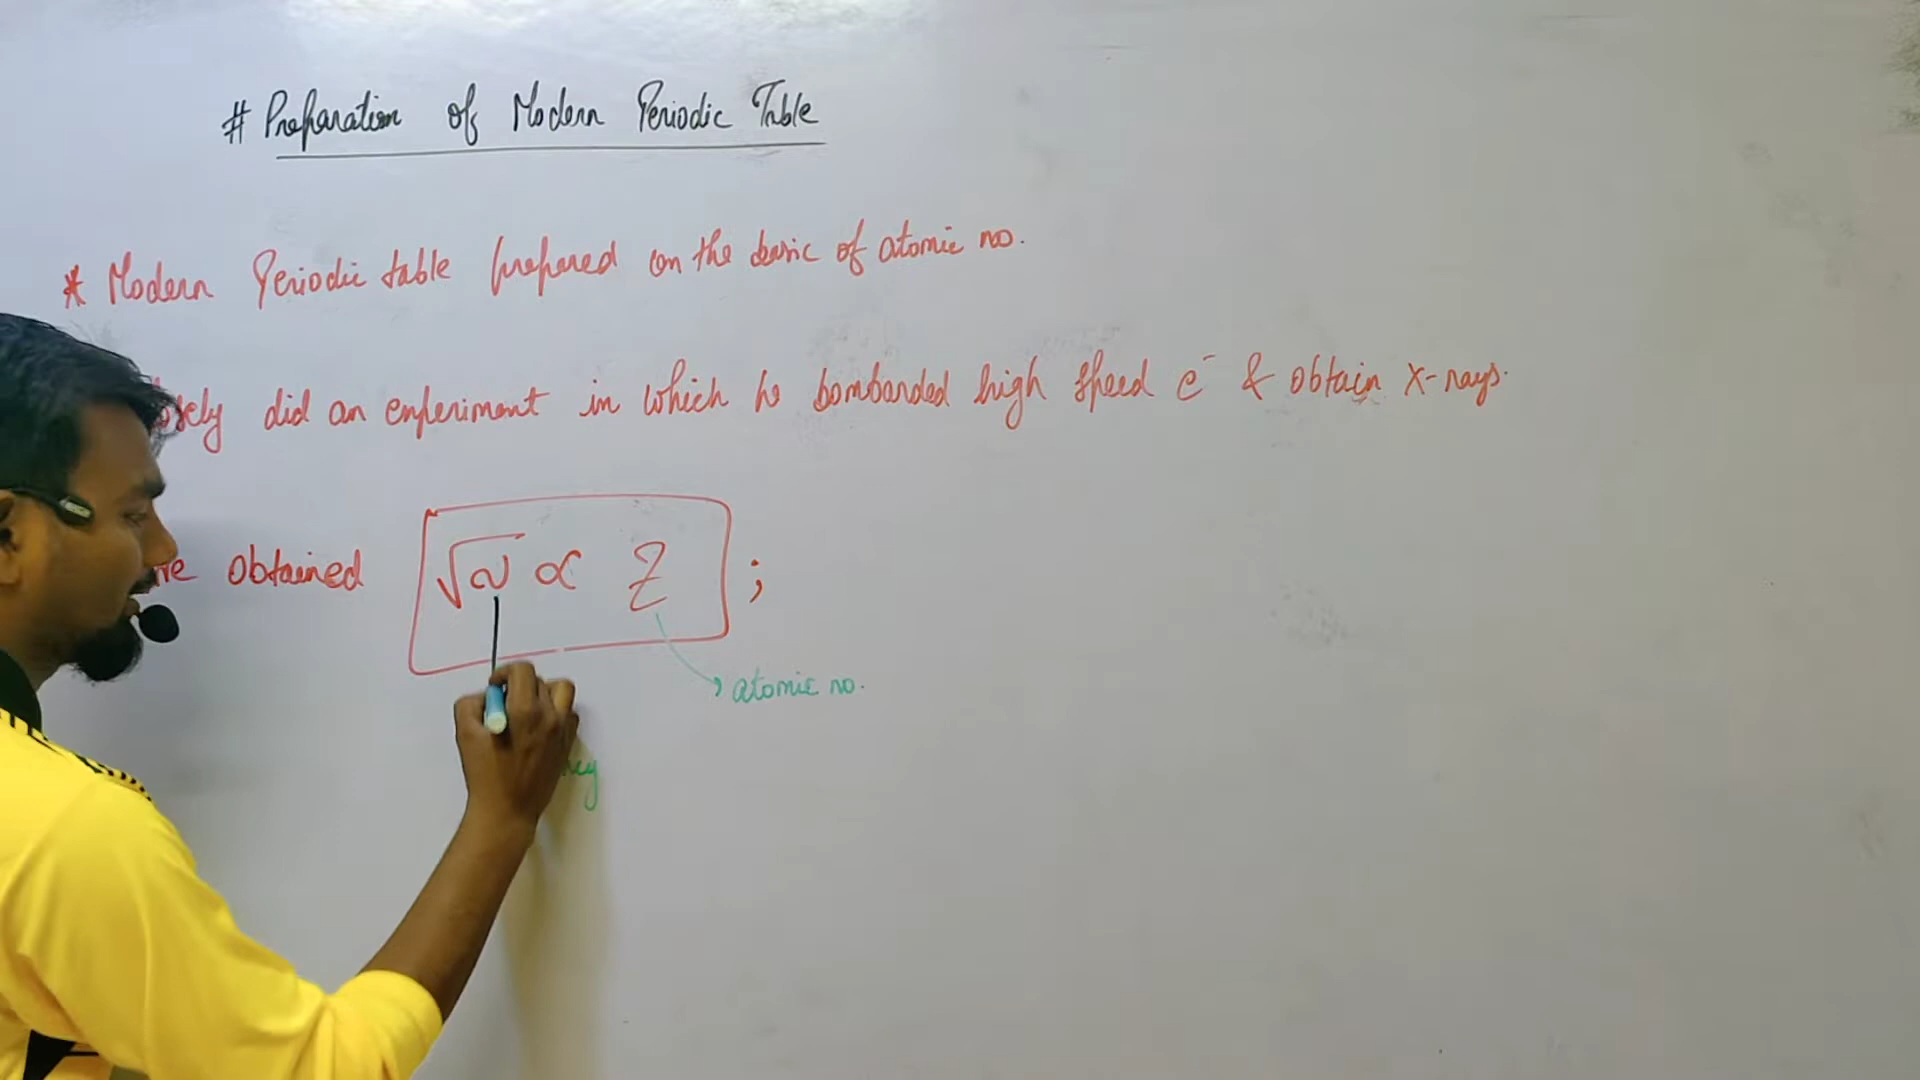 # Preparation of Modern Periodic Table
* Modern Periodic table prepared on the basic of atomic no.
did an experiment in which he bombarded high speed e⁻ & obtain x-rays.
obtained √ν ∝ Z ;
atomic no.